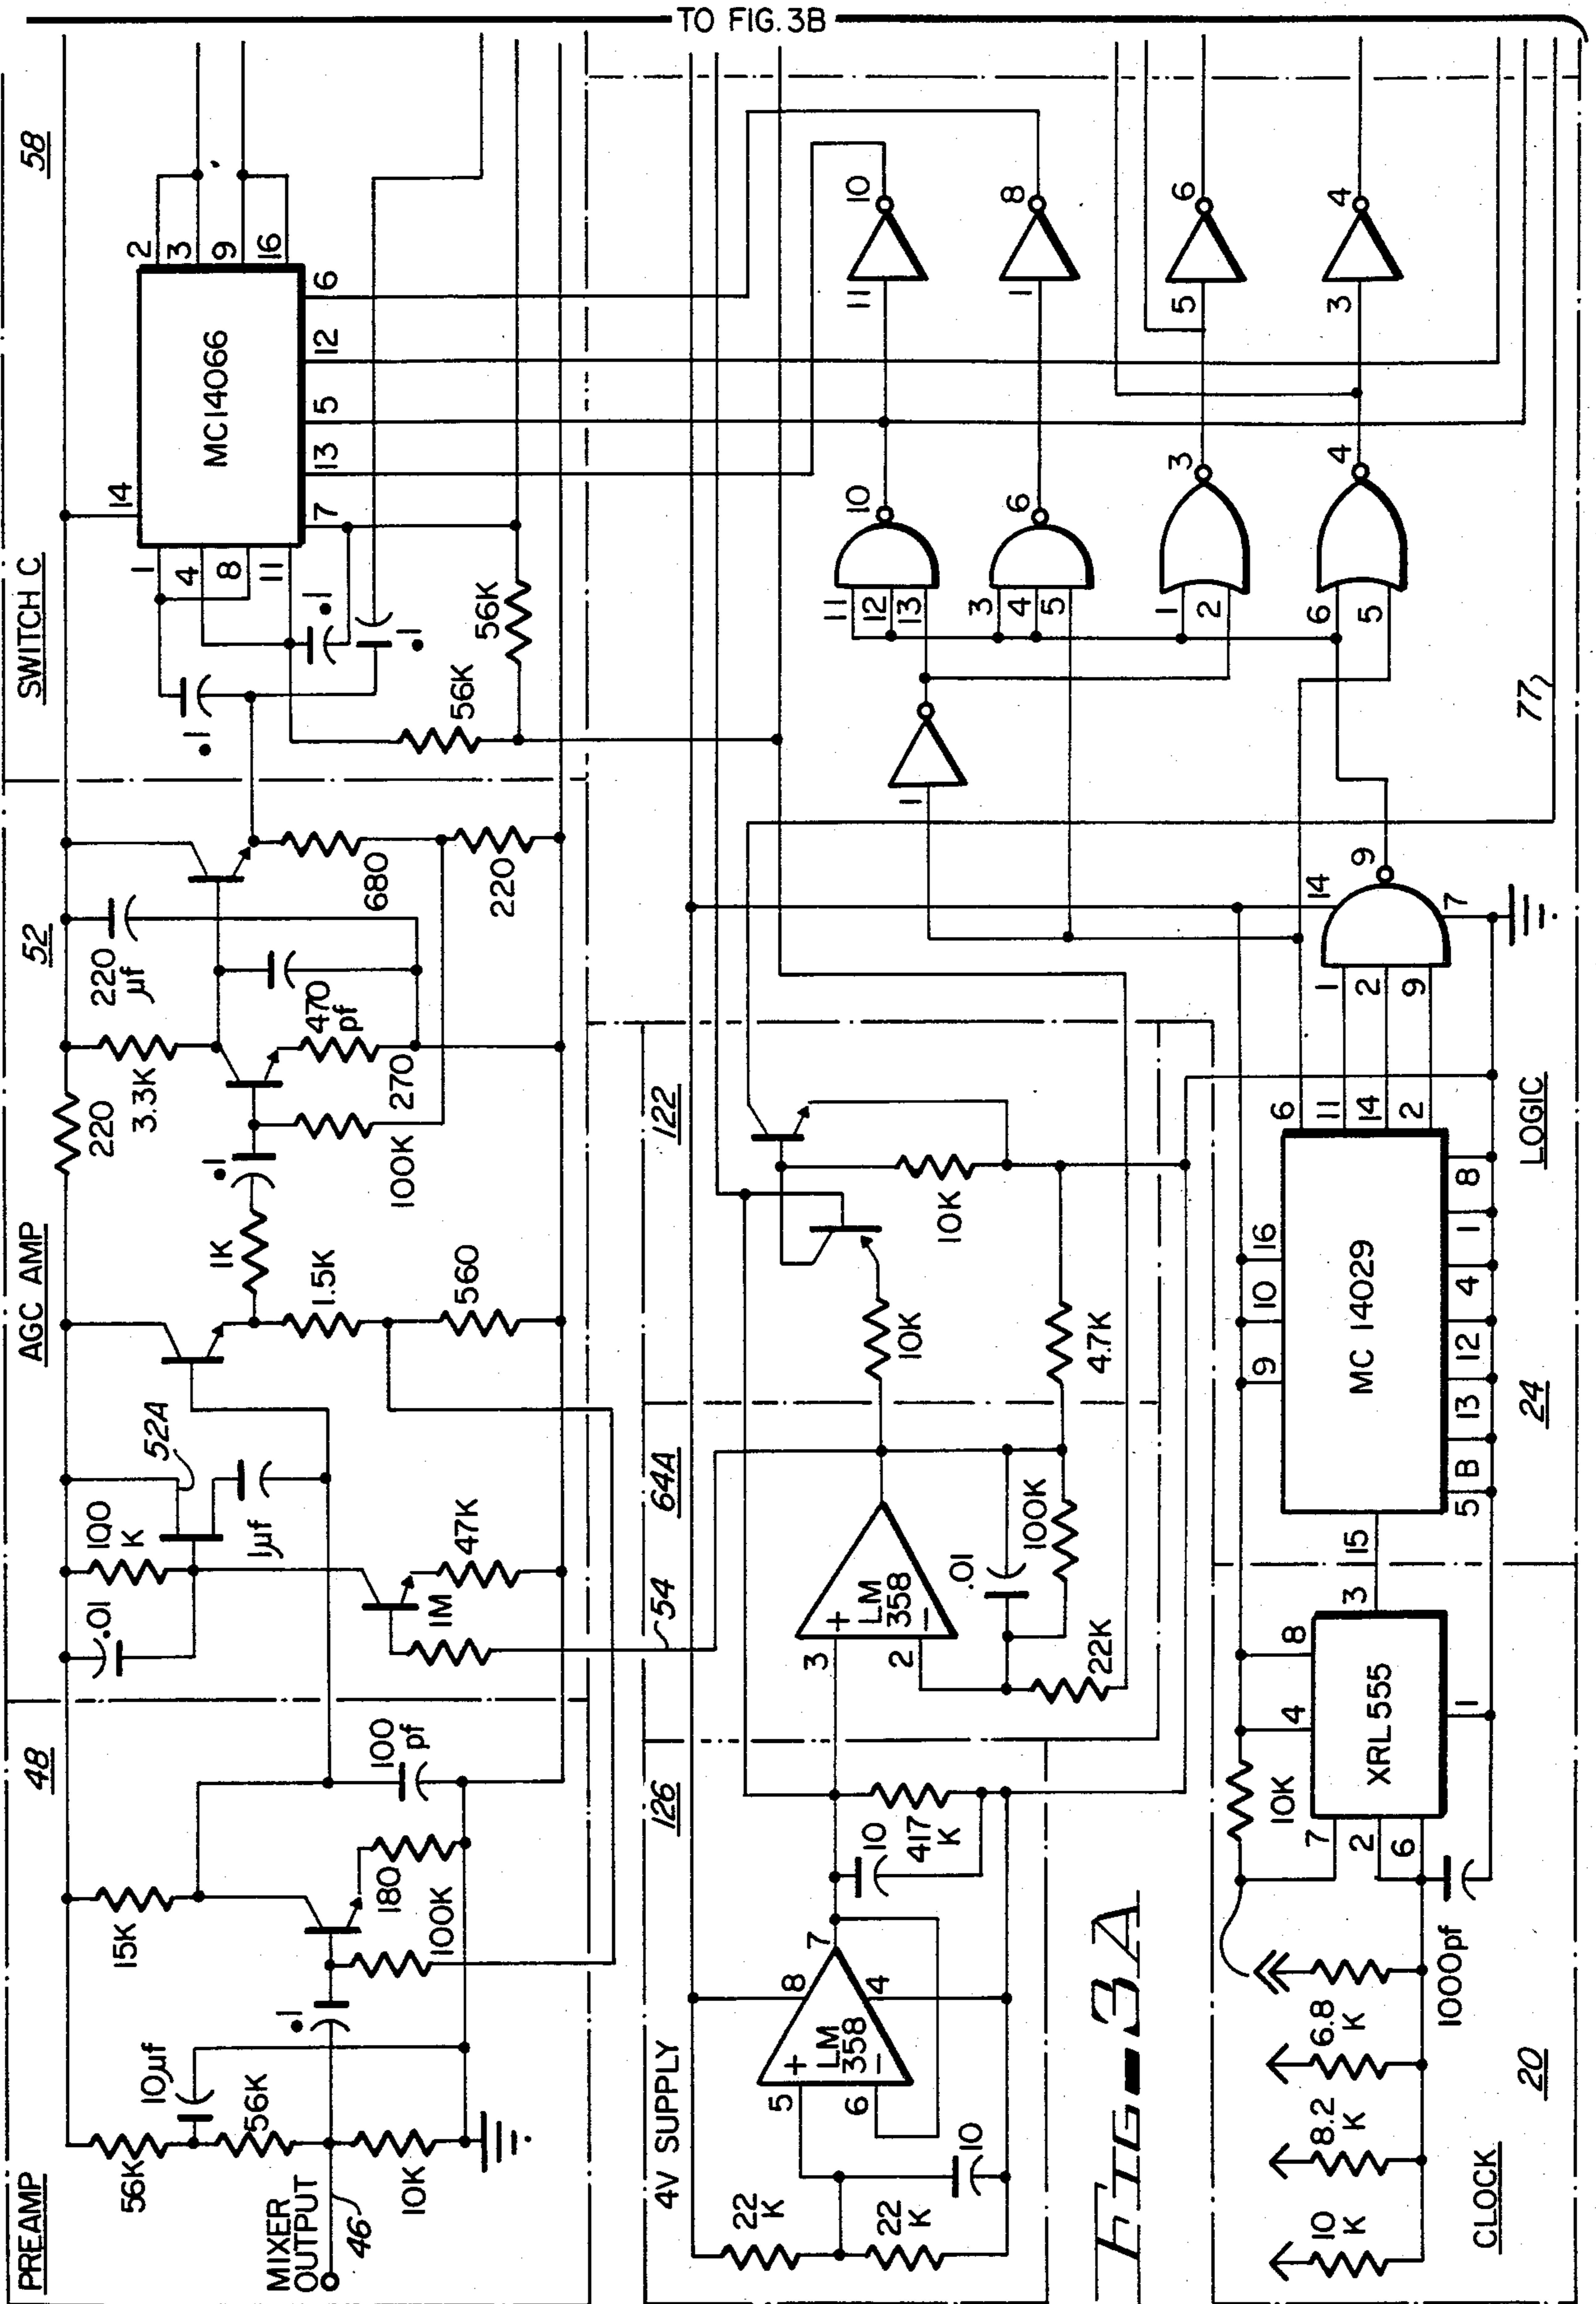 TO FIG. 3B
PREAMP
48
AGC AMP
52
SWITCH C
58
56K
10µf
56K
10K
MIXER
OUTPUT
46
.1
15K
180
100K
100
pf
.01
100
K
52A
1µf
1M
47K
54
1.5K
560
1K
.1
220
3.3K
100K
270
220
µf
470
pf
680
220
.1
.1
.1
56K
56K
14
1
4
8
11
MC14066
2
3
9
16
7
13
5
12
6
4V SUPPLY
126
22
K
22
K
10
5
6
+
LM
358
–
8
7
4
10
417
K
64A
3
2
+
LM
358
–
.01
100K
22K
122
10K
10K
4.7K
1
11
12
13
10
11
10
3
4
5
6
1
8
1
2
3
5
6
6
5
4
3
4
77
Fig-3A
CLOCK
20
10
K
8.2
K
6.8
K
1000pf
10K
7
2
6
4
8
XRL555
3
1
15
MC 14029
9
10
16
6
11
14
2
5
B
13
12
4
1
8
24
LOGIC
1
2
9
14
9
7